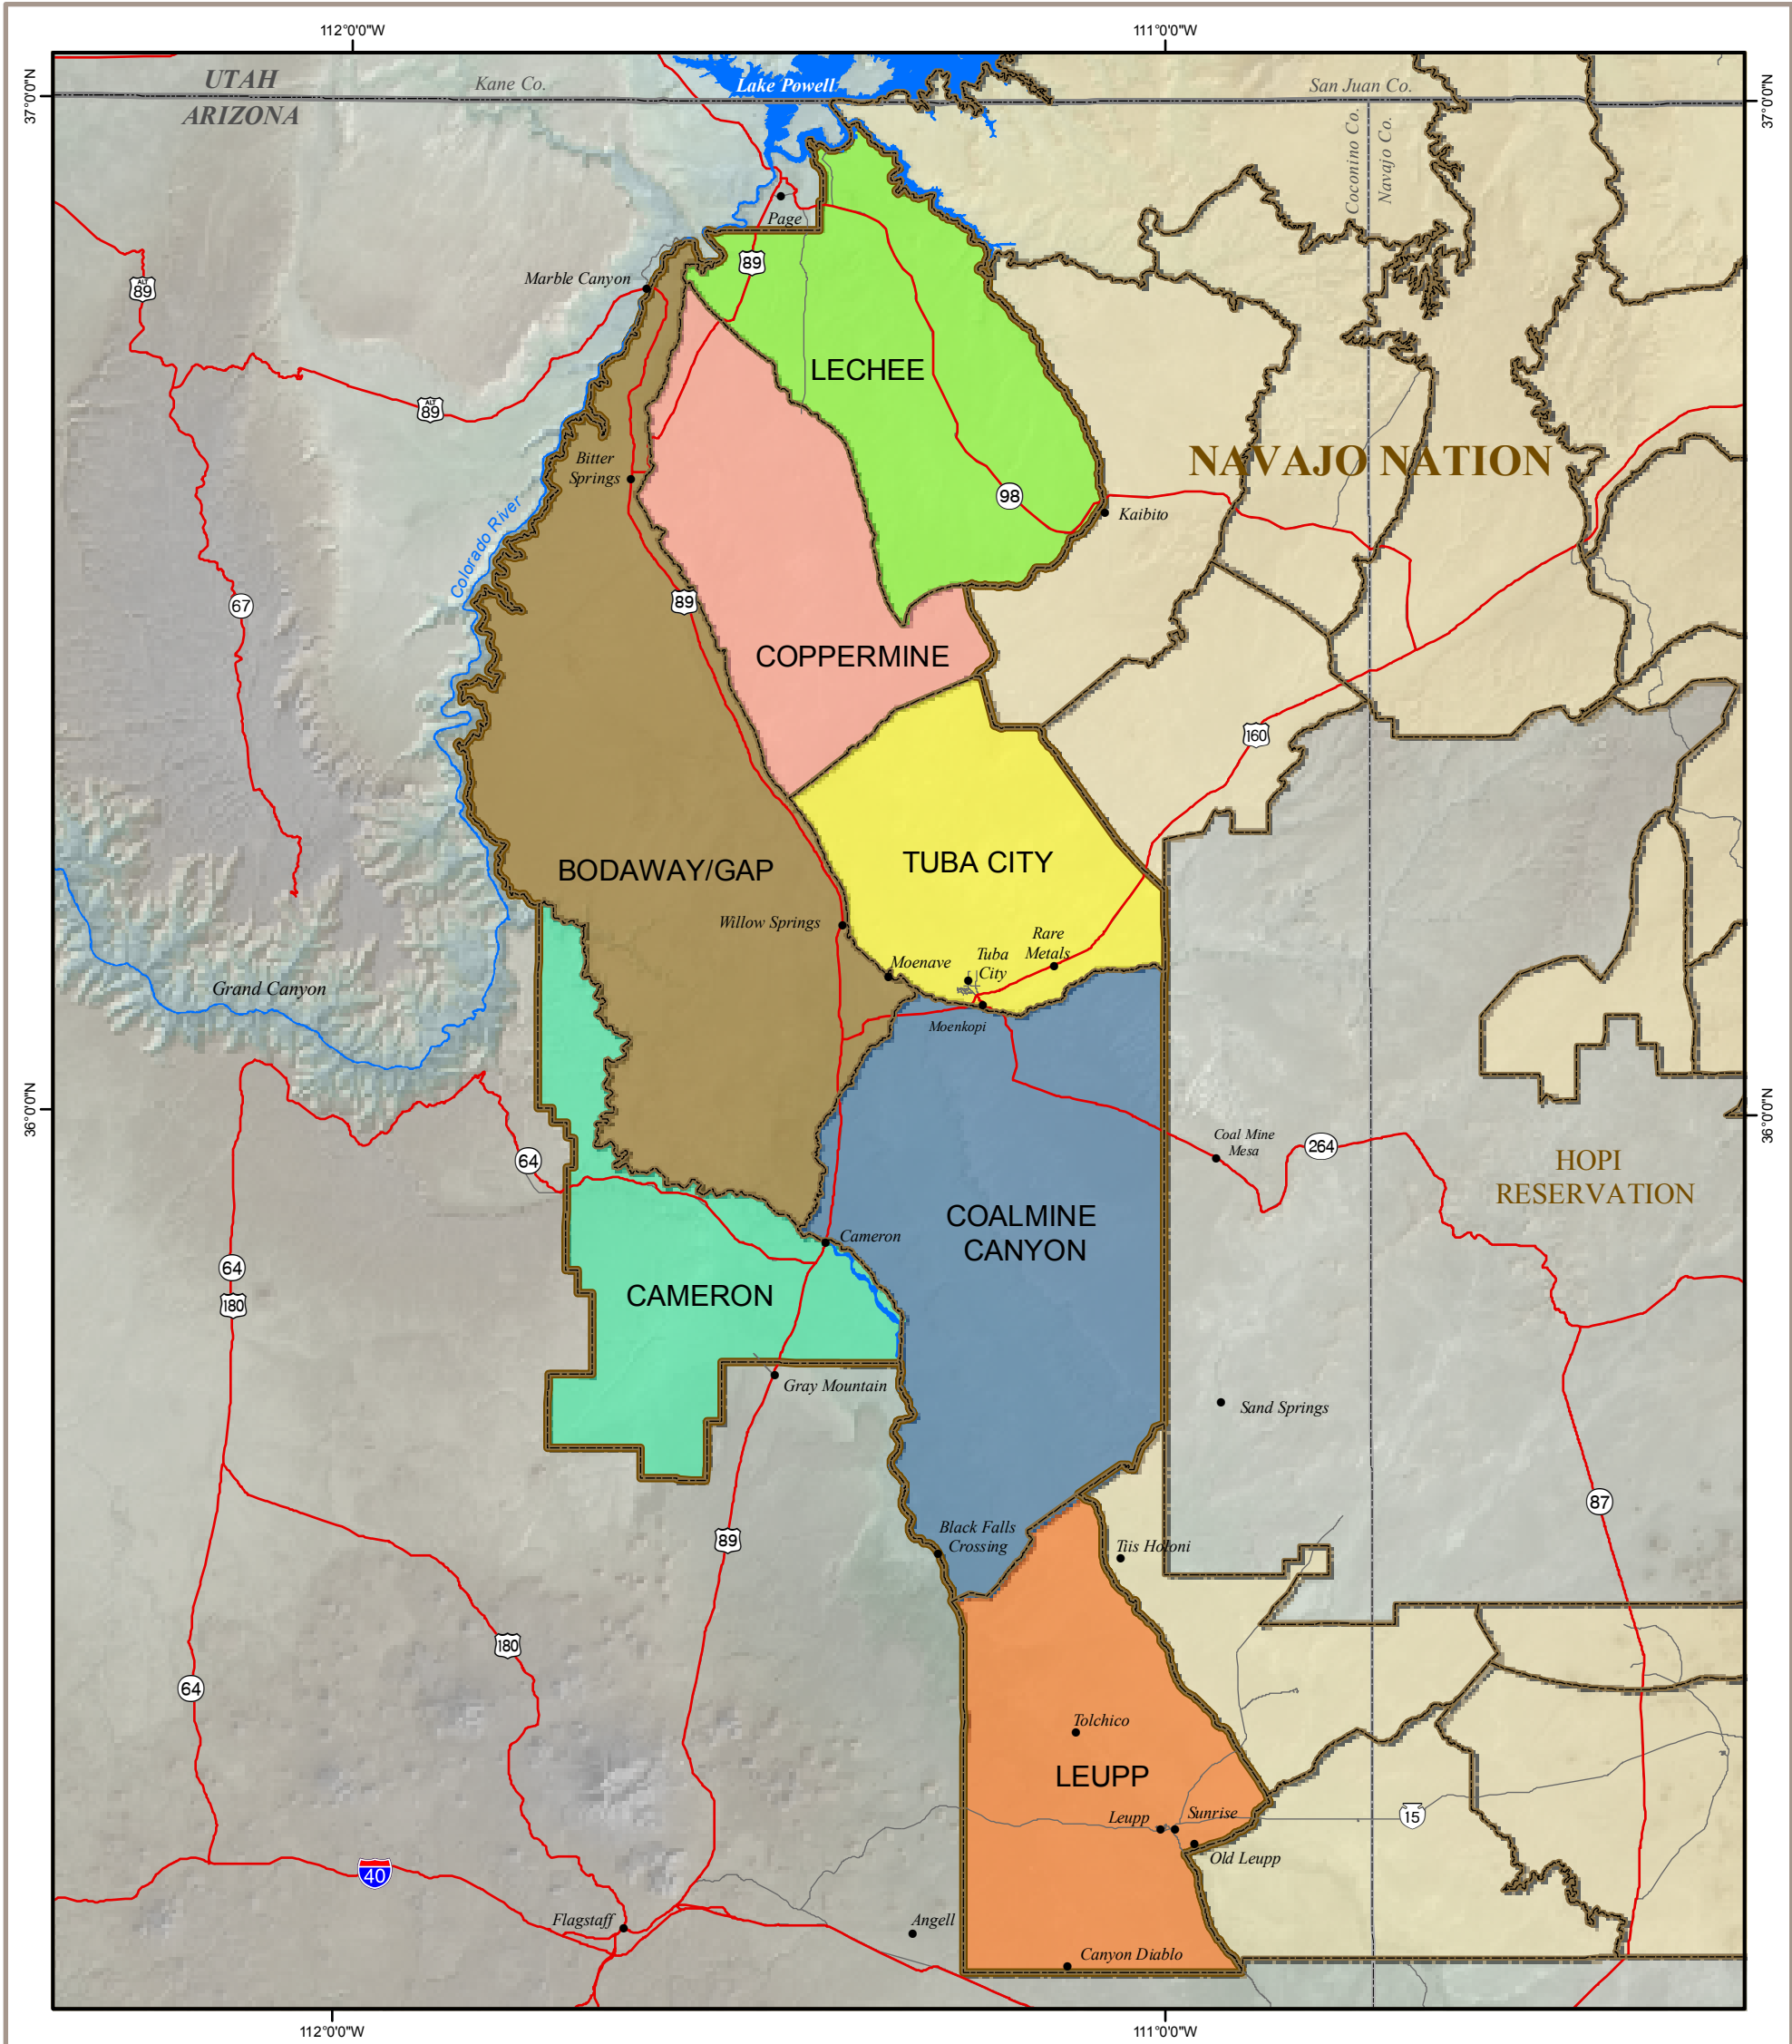 112°0'0"W
111°0'0"W
37°0'0"N
37°0'0"N
UTAH
ARIZONA
Kane Co.
Lake Powell
San Juan Co.
Coconino Co.
Navajo Co.
Page
89
Marble Canyon
ALT
89
LECHEE
ALT
89
Bitter
Springs
NAVAJO NATION
98
Kaibito
Colorado River
67
89
COPPERMINE
160
BODAWAY/GAP
TUBA CITY
Willow Springs
Rare
Metals
Moenave
Tuba
City
Grand Canyon
Moenkopi
36°0'0"N
36°0'0"N
Coal Mine
Mesa
264
64
HOPI
RESERVATION
COALMINE
CANYON
Cameron
64
180
CAMERON
Gray Mountain
Sand Springs
87
Black Falls
Crossing
89
Tiis Holoni
180
64
Tolchico
LEUPP
Leupp
Sunrise
15
Old Leupp
40
Flagstaff
Angell
Canyon Diablo
112°0'0"W
111°0'0"W